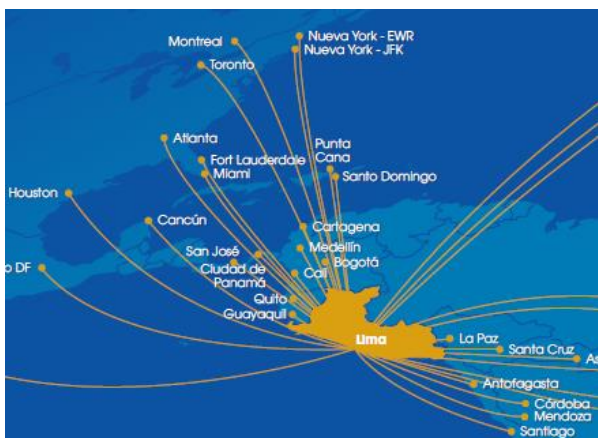 Nueva York - EWR
Montreal
Nueva York - JFK
Toronto
Atlanta
Punta
Cana
Fort Lauderdale
Miami
Santo Domingo
Houston
Cancún
Cartagena
San José
Medellín
Ciudad de
Panamá
Bogotá
o DF
Cali
Quito
Guayaquil
Lima
La Paz
Santa Cruz
As
Antofagasta
Córdoba
Mendoza
Santiago